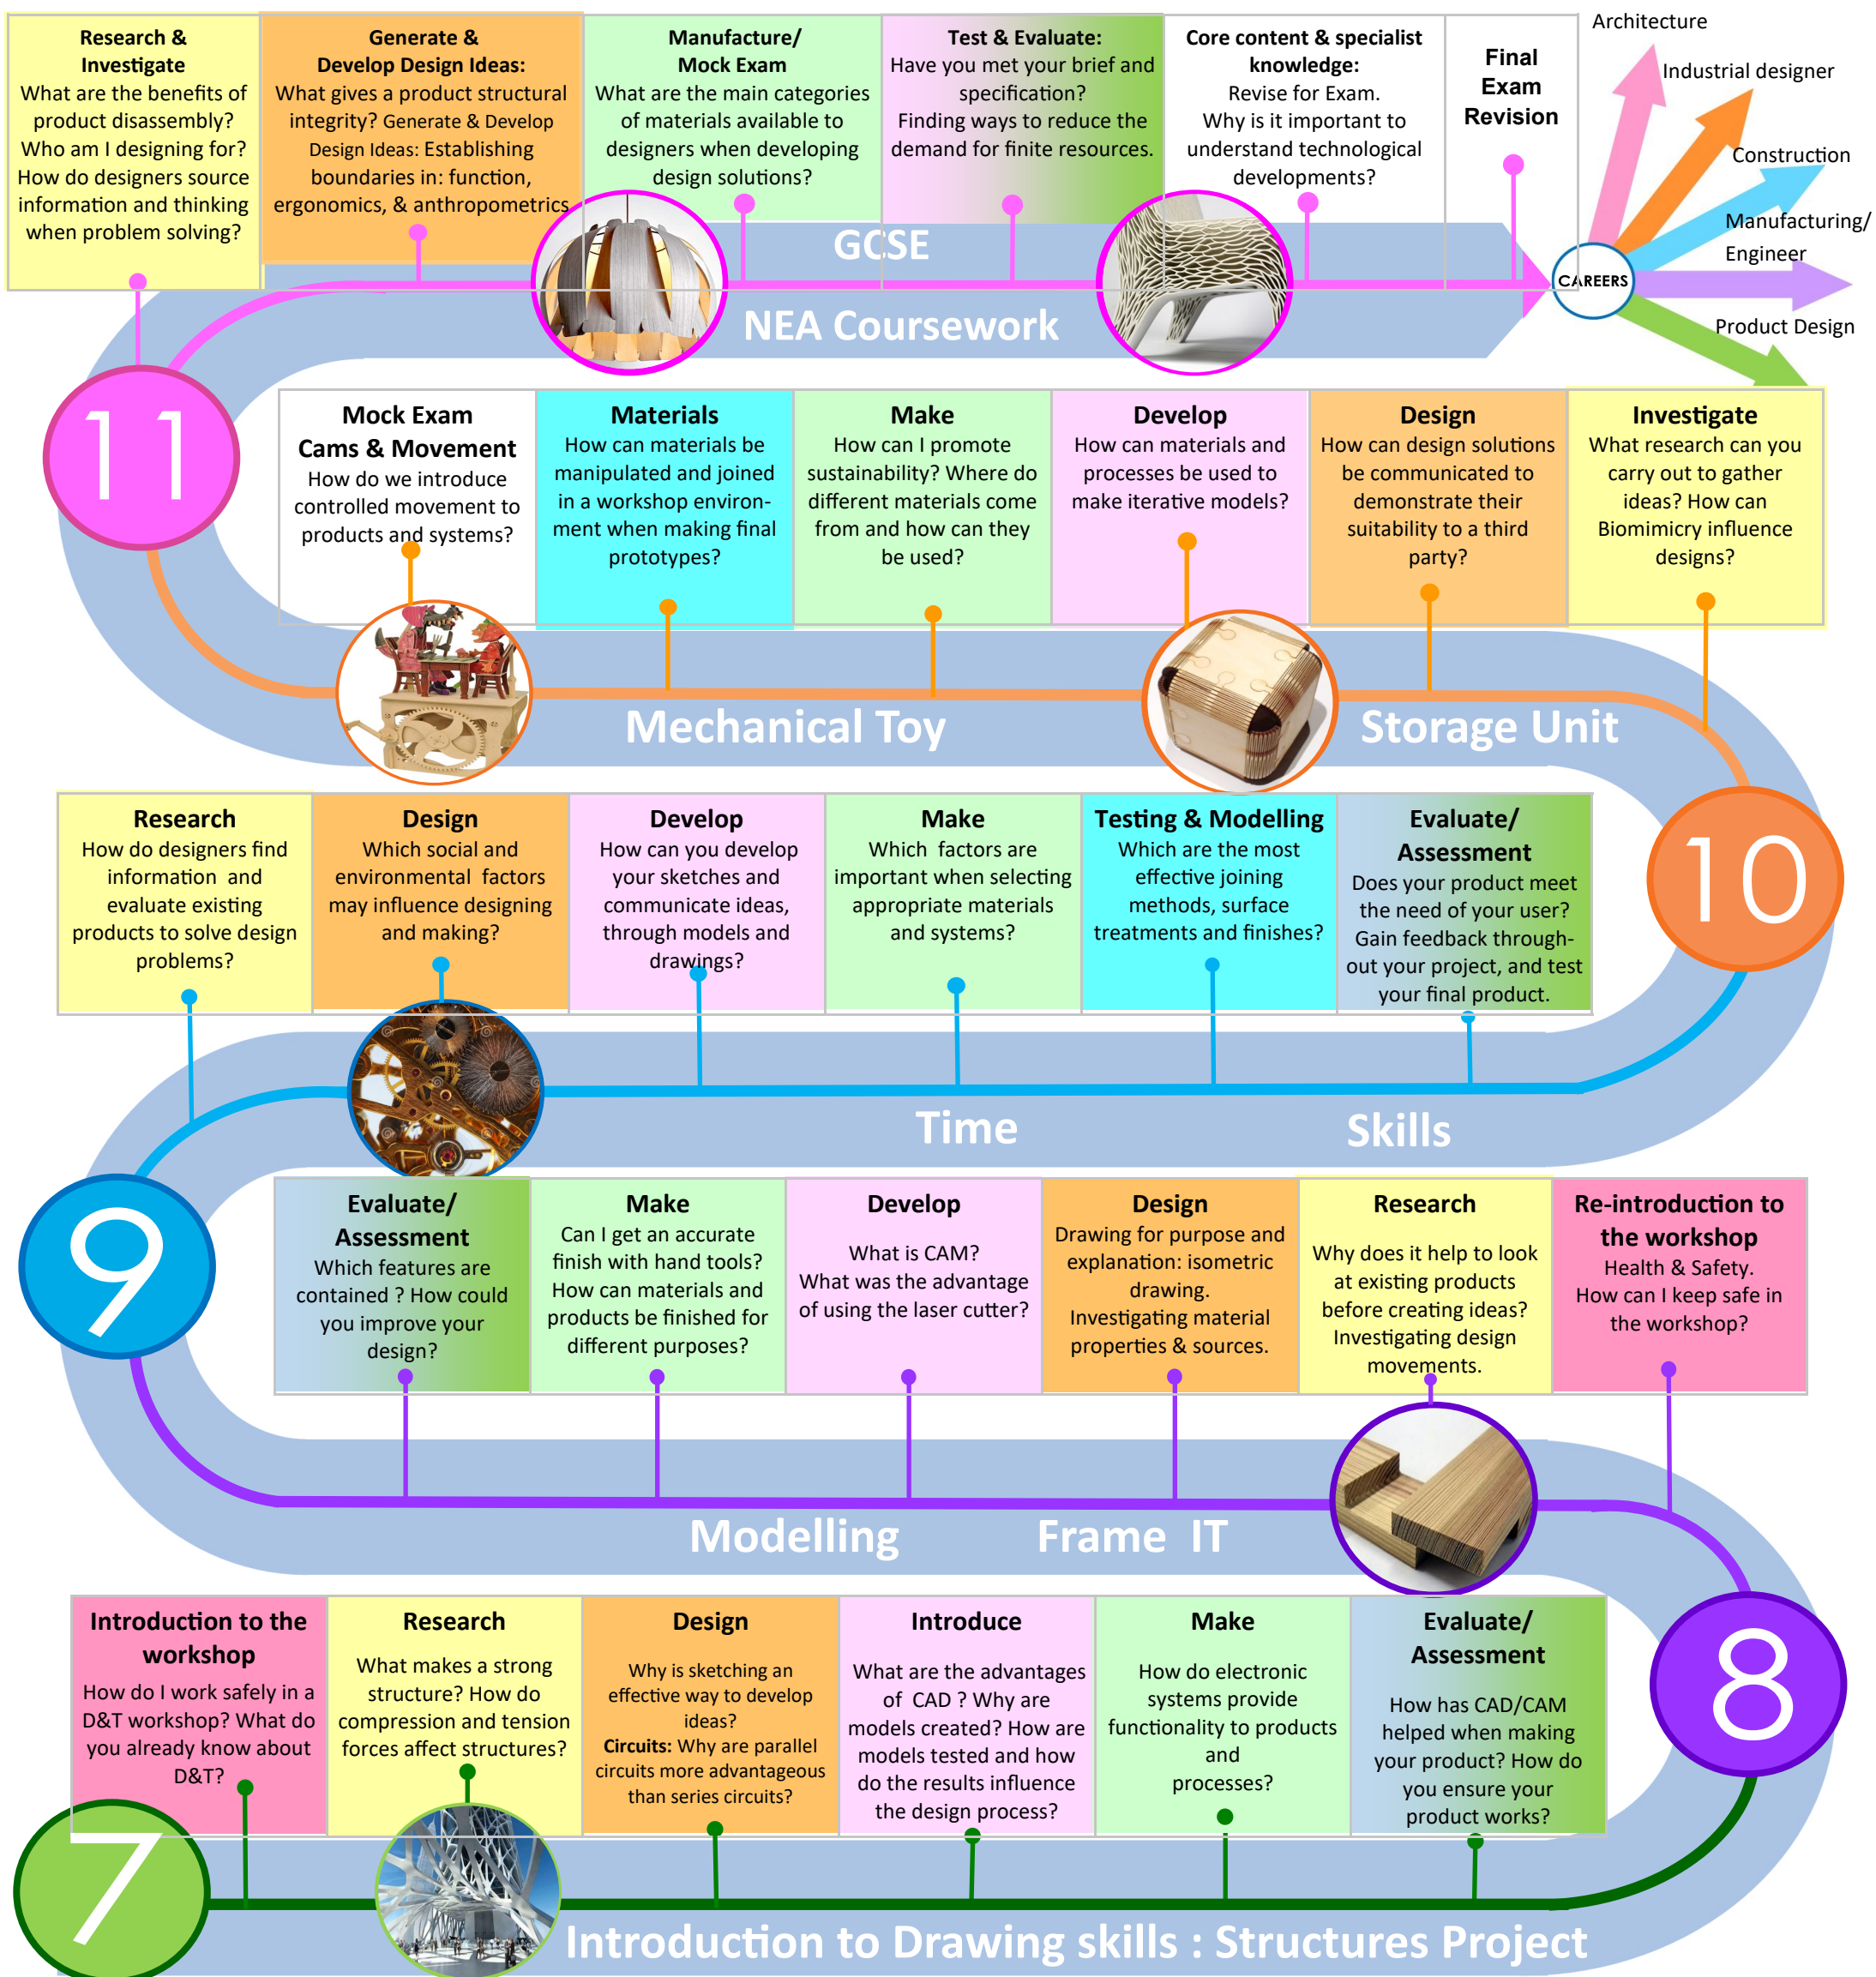 Research &
Investigate
What are the benefits of
product disassembly?
Who am I designing for?
How do designers source
information and thinking
when problem solving?
Generate &
Develop Design Ideas:
What gives a product structural
integrity? Generate & Develop
Design Ideas: Establishing
boundaries in: function,
ergonomics, & anthropometrics
Manufacture/
Mock Exam
What are the main categories
of materials available to
designers when developing
design solutions?
Test & Evaluate:
Have you met your brief and
specification?
Finding ways to reduce the
demand for finite resources.
Core content & specialist
knowledge:
Revise for Exam.
Why is it important to
understand technological
developments?
Final
Exam
Revision
Architecture
Industrial designer
Construction
Manufacturing/
Engineer
Product Design
CAREERS
GCSE
NEA Coursework
11
Mock Exam
Cams & Movement
How do we introduce
controlled movement to
products and systems?
Materials
How can materials be
manipulated and joined
in a workshop environ-
ment when making final
prototypes?
Make
How can I promote
sustainability? Where do
different materials come
from and how can they
be used?
Develop
How can materials and
processes be used to
make iterative models?
Design
How can design solutions
be communicated to
demonstrate their
suitability to a third
party?
Investigate
What research can you
carry out to gather
ideas? How can
Biomimicry influence
designs?
Mechanical Toy
Storage Unit
10
Research
How do designers find
information and
evaluate existing
products to solve design
problems?
Design
Which social and
environmental factors
may influence designing
and making?
Develop
How can you develop
your sketches and
communicate ideas,
through models and
drawings?
Make
Which factors are
important when selecting
appropriate materials
and systems?
Testing & Modelling
Which are the most
effective joining
methods, surface
treatments and finishes?
Evaluate/
Assessment
Does your product meet
the need of your user?
Gain feedback through-
out your project, and test
your final product.
Time
Skills
9
Evaluate/
Assessment
Which features are
contained ? How could
you improve your
design?
Make
Can I get an accurate
finish with hand tools?
How can materials and
products be finished for
different purposes?
Develop
What is CAM?
What was the advantage
of using the laser cutter?
Design
Drawing for purpose and
explanation: isometric
drawing.
Investigating material
properties & sources.
Research
Why does it help to look
at existing products
before creating ideas?
Investigating design
movements.
Re-introduction to
the workshop
Health & Safety.
How can I keep safe in
the workshop?
Modelling
Frame IT
8
Introduction to the
workshop
How do I work safely in a
D&T workshop? What do
you already know about
D&T?
Research
What makes a strong
structure? How do
compression and tension
forces affect structures?
Design
Why is sketching an
effective way to develop
ideas?
Circuits: Why are parallel
circuits more advantageous
than series circuits?
Introduce
What are the advantages
of CAD ? Why are
models created? How are
models tested and how
do the results influence
the design process?
Make
How do electronic
systems provide
functionality to products
and
processes?
Evaluate/
Assessment
How has CAD/CAM
helped when making
your product? How do
you ensure your
product works?
7
Introduction to Drawing skills : Structures Project